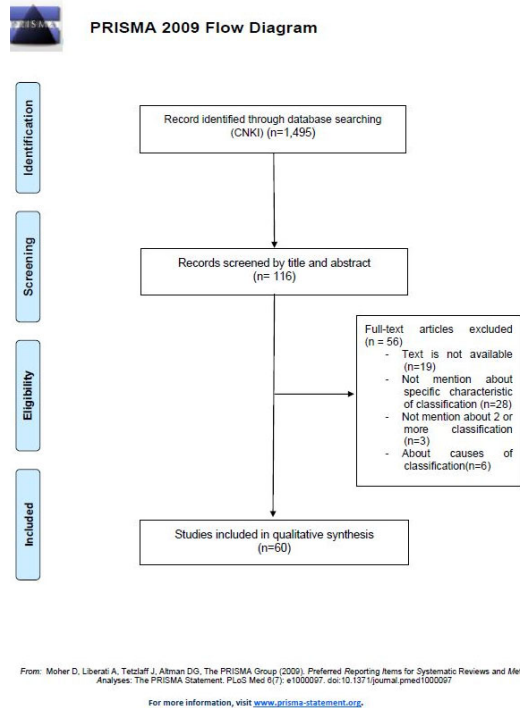 PRISMA 2009 Flow Diagram
Identification
Record identified through database searching
(CNKI) (n=1,495)
Screening
Records screened by title and abstract
(n= 116)
Eligibility
Full-text articles excluded
(n = 56)
- Text is not available
(n=19)
- Not mention about
specific characteristic
of classification (n=28)
- Not mention about 2 or
more classification
(n=3)
- About causes of
classification(n=6)
Included
Studies included in qualitative synthesis
(n=60)
From: Moher D, Liberati A, Tetzlaff J, Altman DG, The PRISMA Group (2009). Preferred Reporting Items for Systematic Reviews and Met
Analyses: The PRISMA Statement. PLoS Med 6(7): e1000097. doi:10.1371/journal.pmed1000097
For more information, visit www.prisma-statement.org.